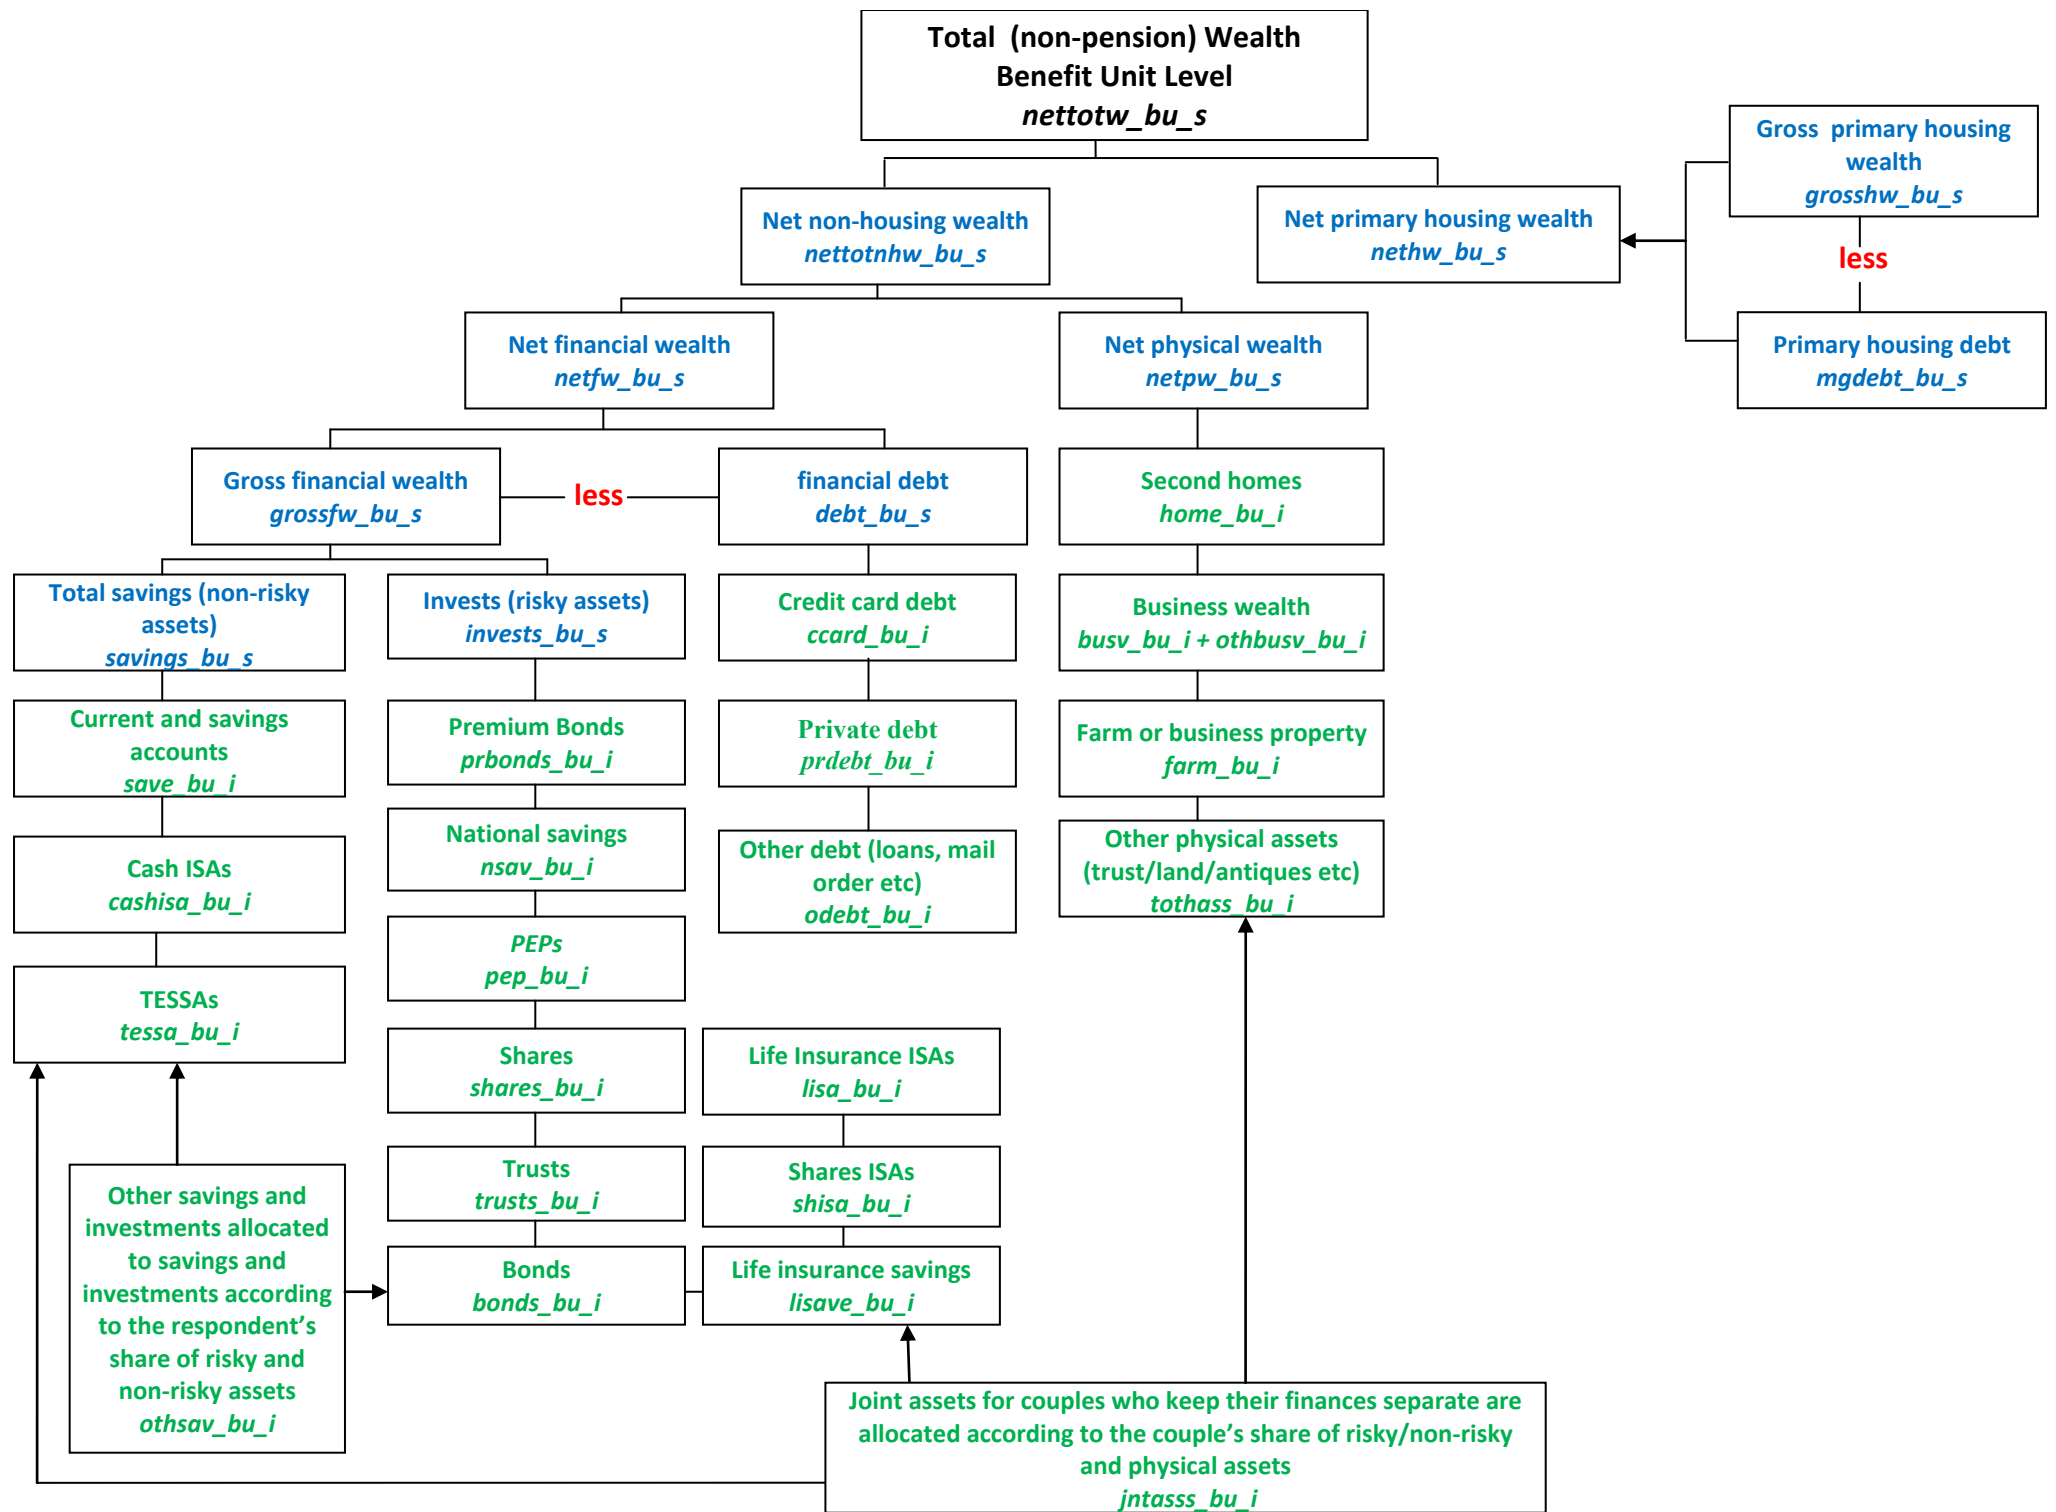 Total (non-pension) Wealth
Benefit Unit Level
nettotw_bu_s
Gross primary housing
wealth
grosshw_bu_s
Net non-housing wealth
nettotnhw_bu_s
Net primary housing wealth
nethw_bu_s
less
Net financial wealth
netfw_bu_s
Net physical wealth
netpw_bu_s
Primary housing debt
mgdebt_bu_s
Gross financial wealth
grossfw_bu_s
less
financial debt
debt_bu_s
Second homes
home_bu_i
Total savings (non-risky
assets)
savings_bu_s
Invests (risky assets)
invests_bu_s
Credit card debt
ccard_bu_i
Business wealth
busv_bu_i + othbusv_bu_i
Current and savings
accounts
save_bu_i
Premium Bonds
prbonds_bu_i
Private debt
prdebt_bu_i
Farm or business property
farm_bu_i
Cash ISAs
cashisa_bu_i
National savings
nsav_bu_i
Other debt (loans, mail
order etc)
odebt_bu_i
Other physical assets
(trust/land/antiques etc)
tothass_bu_i
TESSAs
tessa_bu_i
PEPs
pep_bu_i
Shares
shares_bu_i
Life Insurance ISAs
lisa_bu_i
Trusts
trusts_bu_i
Shares ISAs
shisa_bu_i
Other savings and
investments allocated
to savings and
investments according
to the respondent’s
share of risky and
non-risky assets
othsav_bu_i
Bonds
bonds_bu_i
Life insurance savings
lisave_bu_i
Joint assets for couples who keep their finances separate are
allocated according to the couple’s share of risky/non-risky
and physical assets
jntasss_bu_i